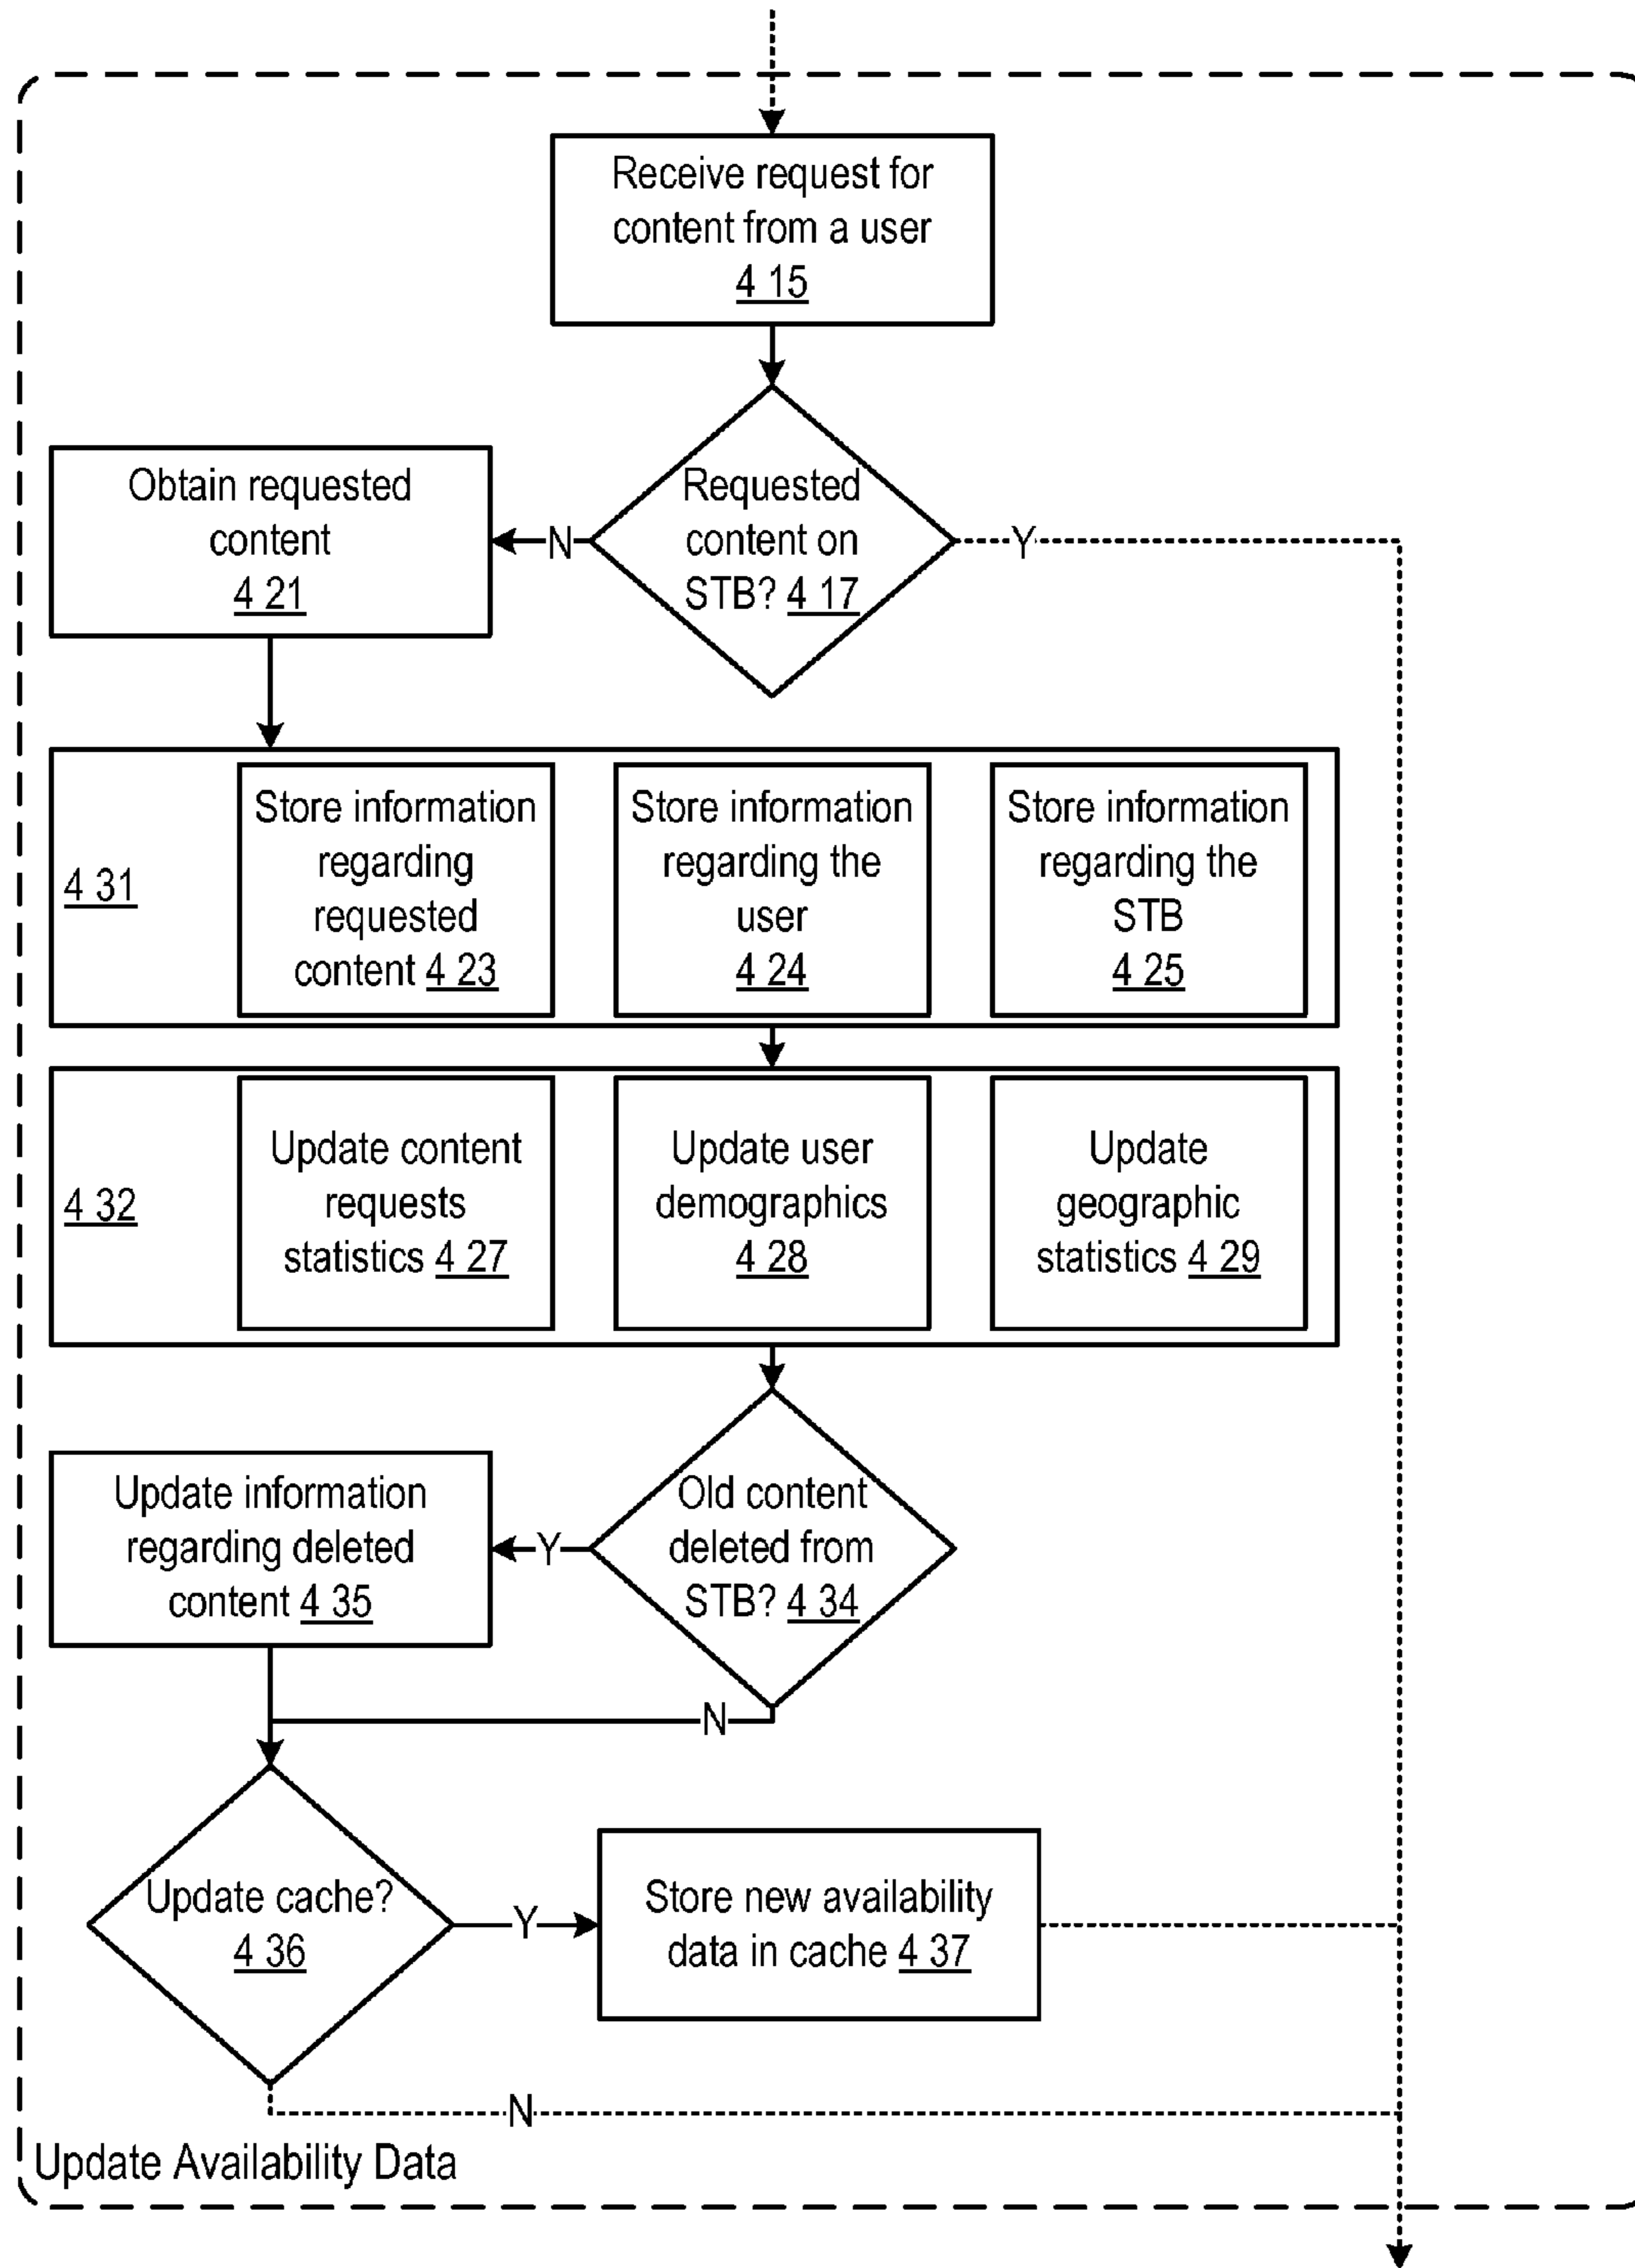 Receive request for
content from a user
4 15
Requested
content on
STB? 4 17
N
Y
Obtain requested
content
4 21
4 31
Store information
regarding
requested
content 4 23
Store information
regarding the
user
4 24
Store information
regarding the
STB
4 25
4 32
Update content
requests
statistics 4 27
Update user
demographics
4 28
Update
geographic
statistics 4 29
Old content
deleted from
STB? 4 34
Y
N
Update information
regarding deleted
content 4 35
Update cache?
4 36
Y
Store new availability
data in cache 4 37
N
Update Availability Data